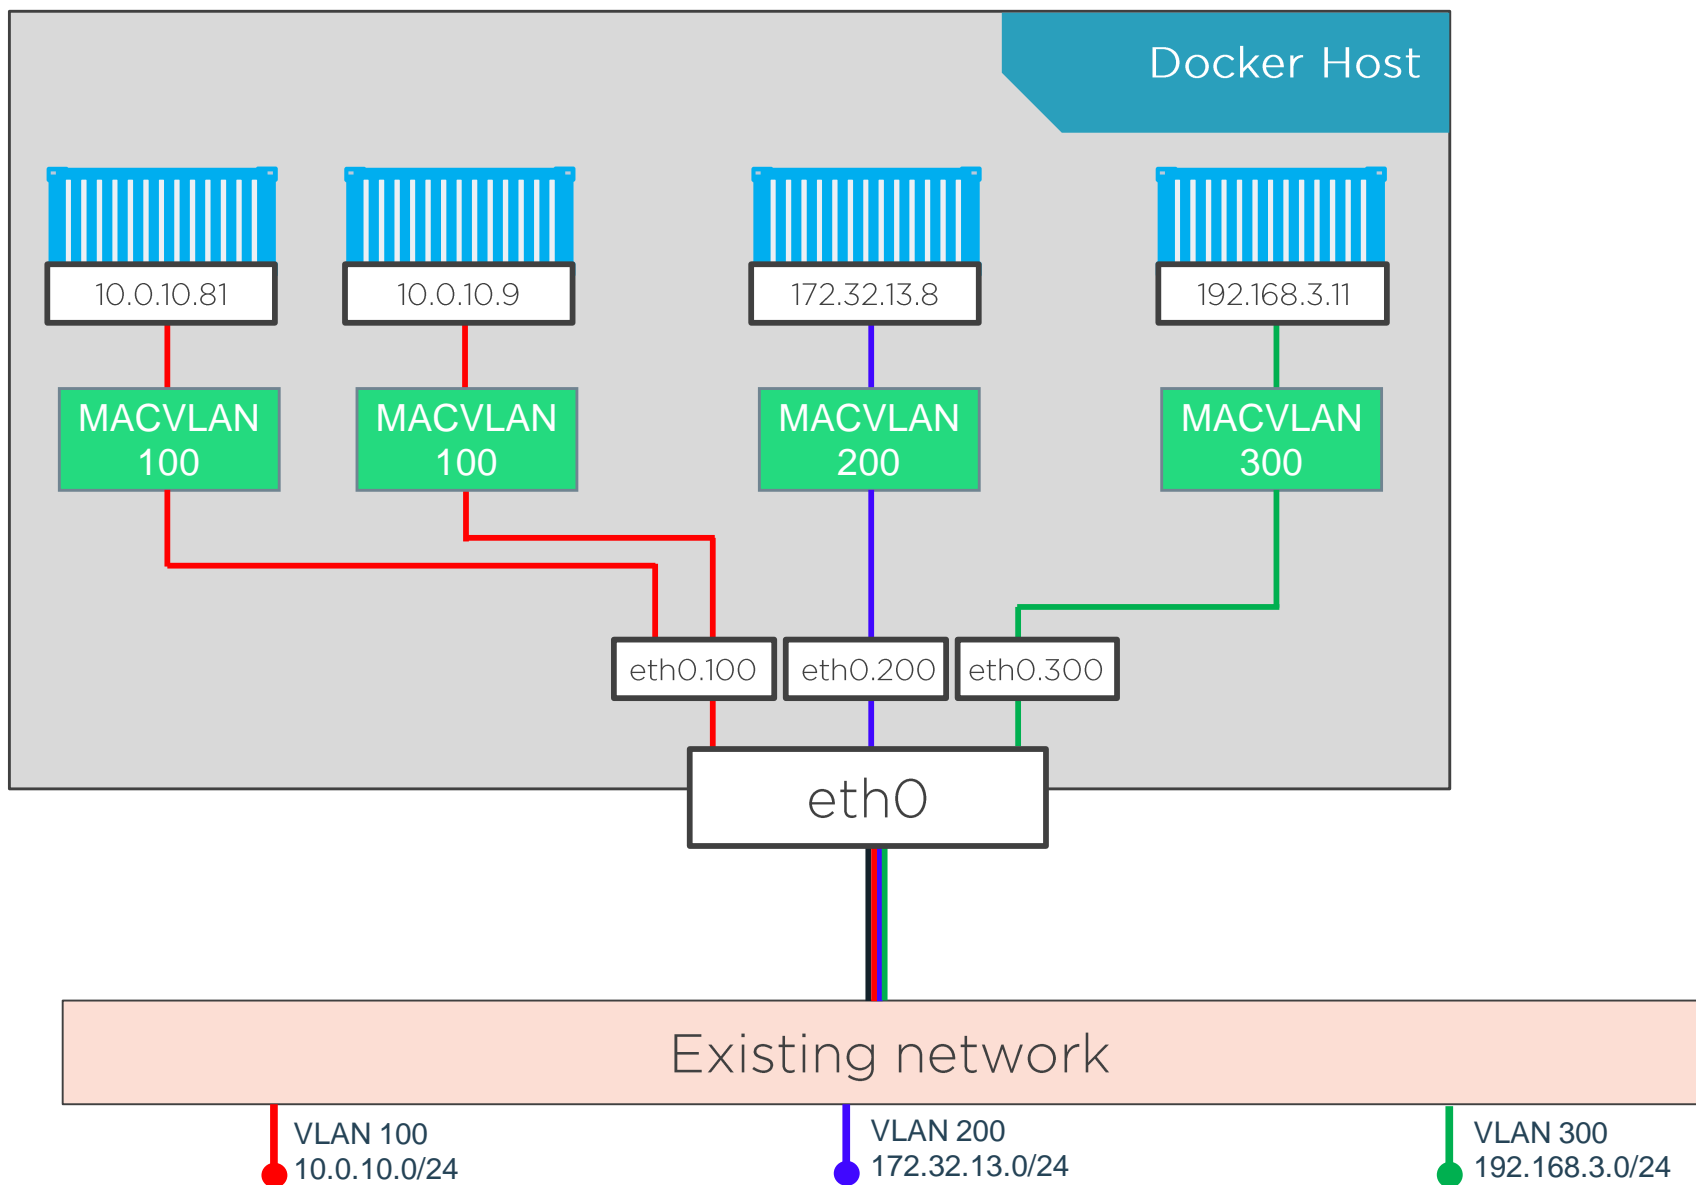 Docker Host
10.0.10.81
10.0.10.9
172.32.13.8
192.168.3.11
MACVLAN
100
MACVLAN
100
MACVLAN
200
MACVLAN
300
eth0.100
eth0.200
eth0.300
eth0
Existing network
VLAN 100
10.0.10.0/24
VLAN 200
172.32.13.0/24
VLAN 300
192.168.3.0/24